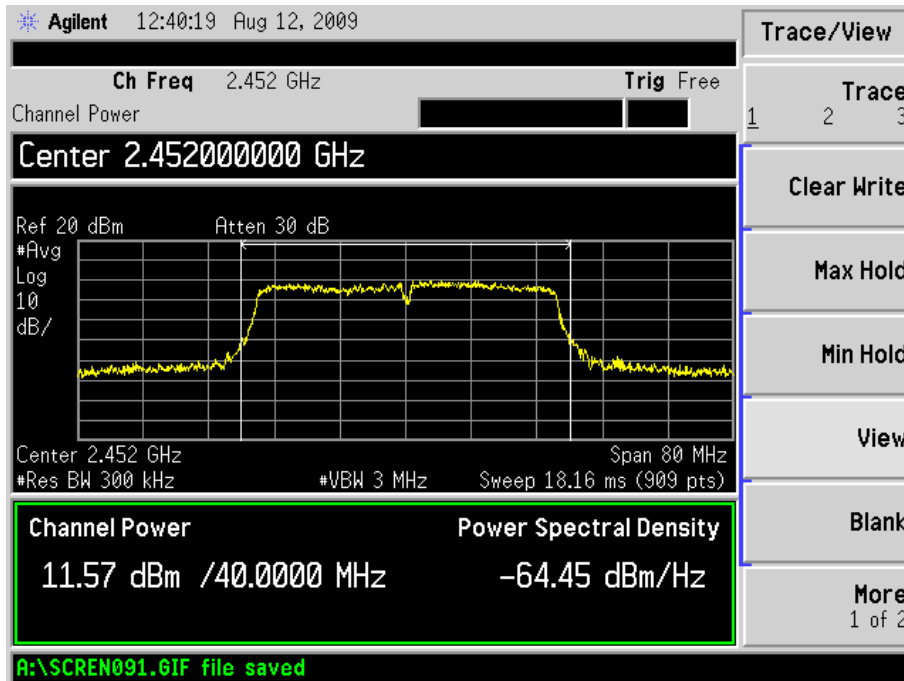 Agilent 12:40:19 Aug 12, 2009
Trace/View
Ch Freq 2.452 GHz Trig Free
Channel Power
Trace
1 2 3
Center 2.452000000 GHz
Clear Write
Ref 20 dBm Atten 30 dB
#Avg
Log
10
dB/
Max Hold
Min Hold
View
Center 2.452 GHz Span 80 MHz
#Res BW 300 kHz #VBW 3 MHz Sweep 18.16 ms (909 pts)
Channel Power Power Spectral Density
11.57 dBm /40.0000 MHz -64.45 dBm/Hz
Blank
More
1 of 2
A:\SCREN091.GIF file saved